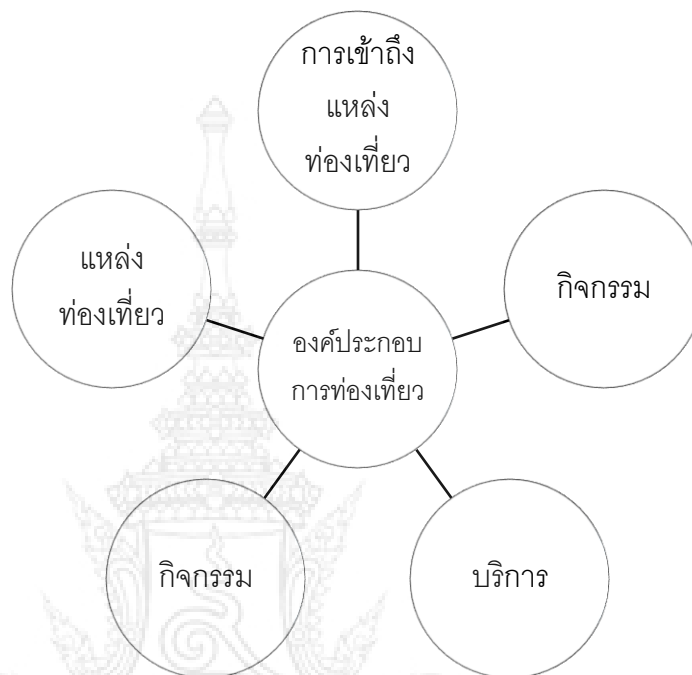 การเข้าถึง
แหล่ง
ท่องเที่ยว
แหล่ง
ท่องเที่ยว
กิจกรรม
องค์ประกอบ
การท่องเที่ยว
กิจกรรม
บริการ